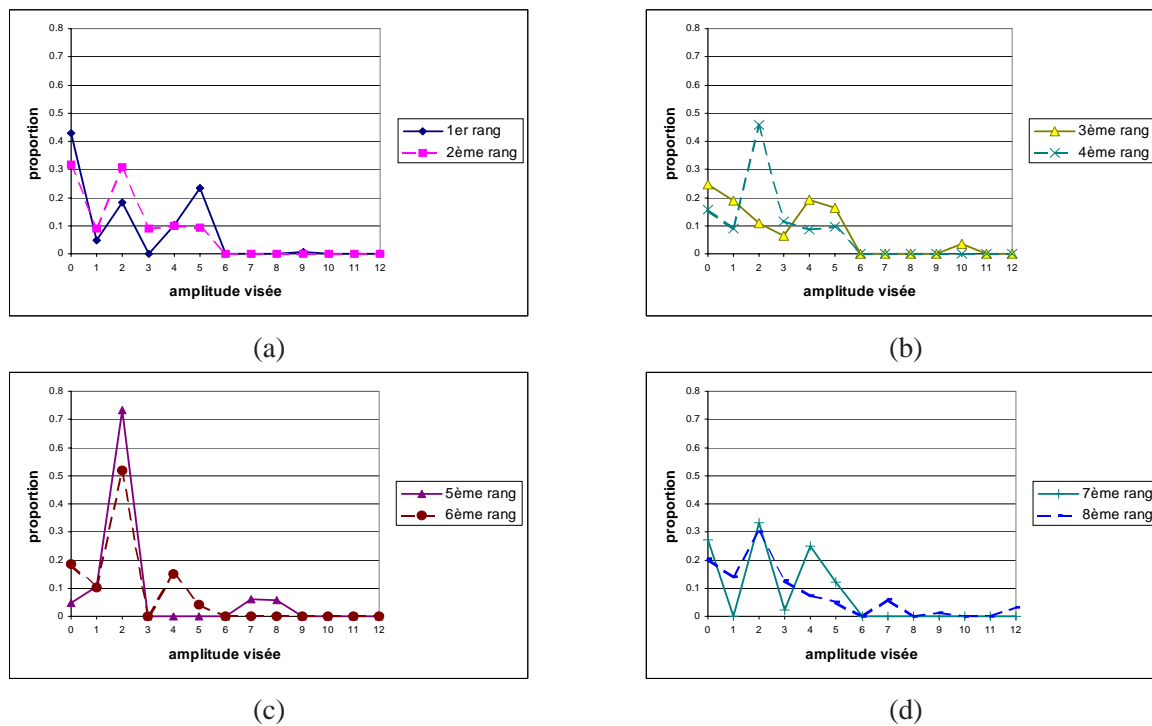 0.8
0.7
0.6
0.5
0.4
0.3
0.2
0.1
0
proportion
0 1 2 3 4 5 6 7 8 9 10 11 12
amplitude visée
1er rang
2ème rang
(a)
0.8
0.7
0.6
0.5
0.4
0.3
0.2
0.1
0
proportion
0 1 2 3 4 5 6 7 8 9 10 11 12
amplitude visée
3ème rang
4ème rang
(b)
0.8
0.7
0.6
0.5
0.4
0.3
0.2
0.1
0
proportion
0 1 2 3 4 5 6 7 8 9 10 11 12
amplitude visée
5ème rang
6ème rang
(c)
0.8
0.7
0.6
0.5
0.4
0.3
0.2
0.1
0
proportion
0 1 2 3 4 5 6 7 8 9 10 11 12
amplitude visée
7ème rang
8ème rang
(d)